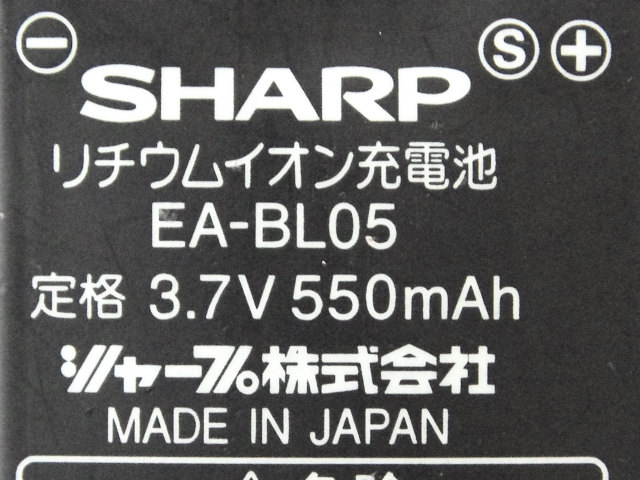 − S +
SHARP
リチウムイオン充電池
EA-BL05
定格 3.7V 550mAh
シャープ株式会社
MADE IN JAPAN